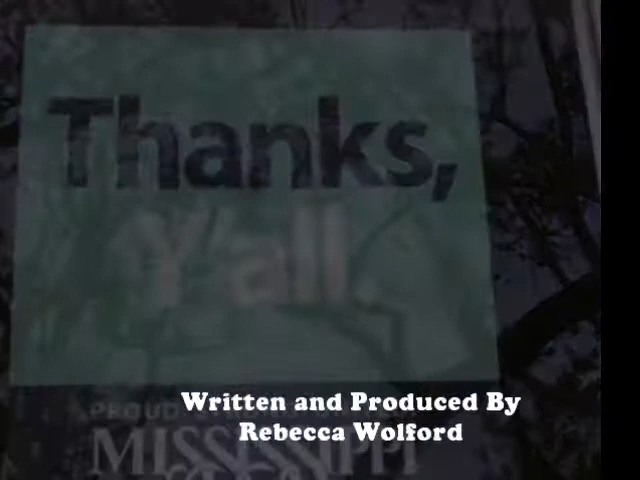 Thanks,
Y'all.
PROUD
MISSISSIPPI
Written and Produced By
Rebecca Wolford